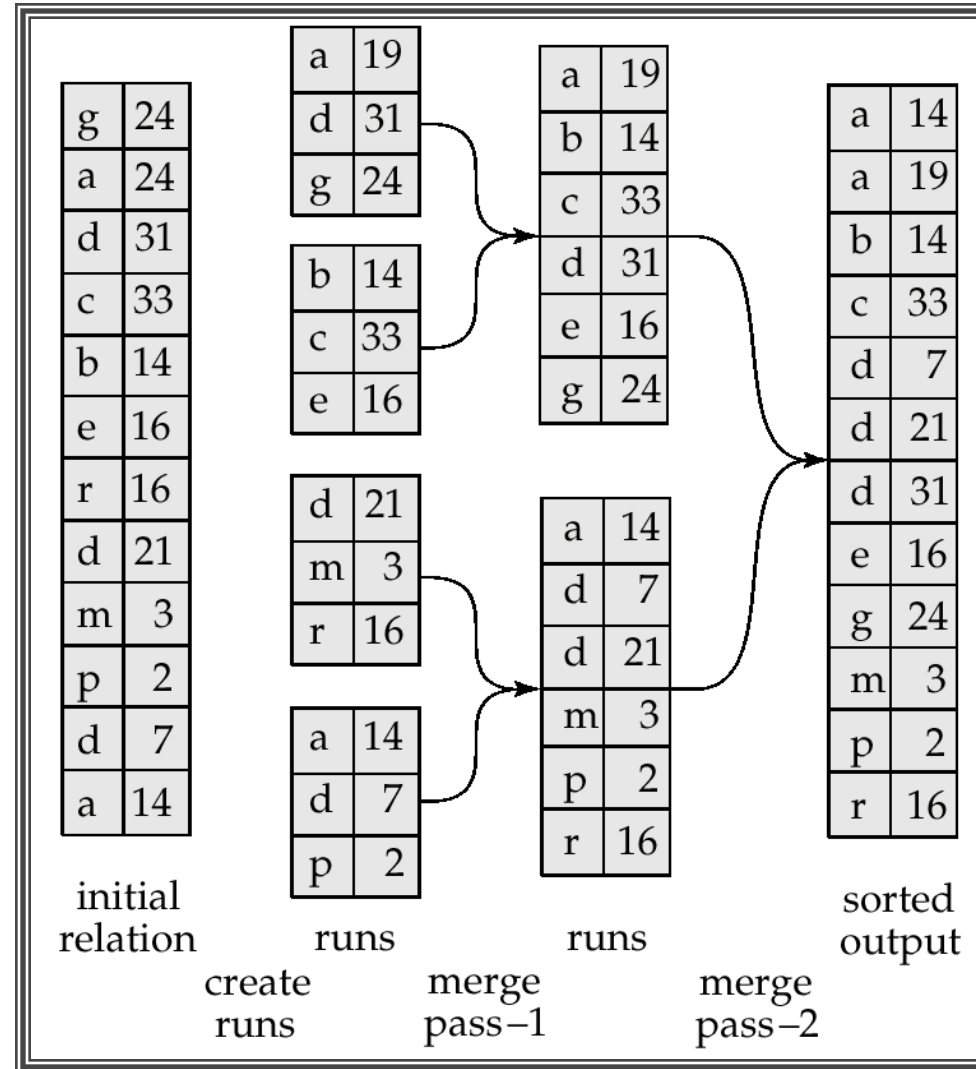 g 24
a 24
d 31
c 33
b 14
e 16
r 16
d 21
m 3
p 2
d 7
a 14
initial
relation
a 19
d 31
g 24
b 14
c 33
e 16
d 21
m 3
r 16
a 14
d 7
p 2
runs
a 19
b 14
c 33
d 31
e 16
g 24
a 14
d 7
d 21
m 3
p 2
r 16
runs
a 14
a 19
b 14
c 33
d 7
d 21
d 31
e 16
g 24
m 3
p 2
r 16
sorted
output
create
runs
merge
pass–1
merge
pass–2